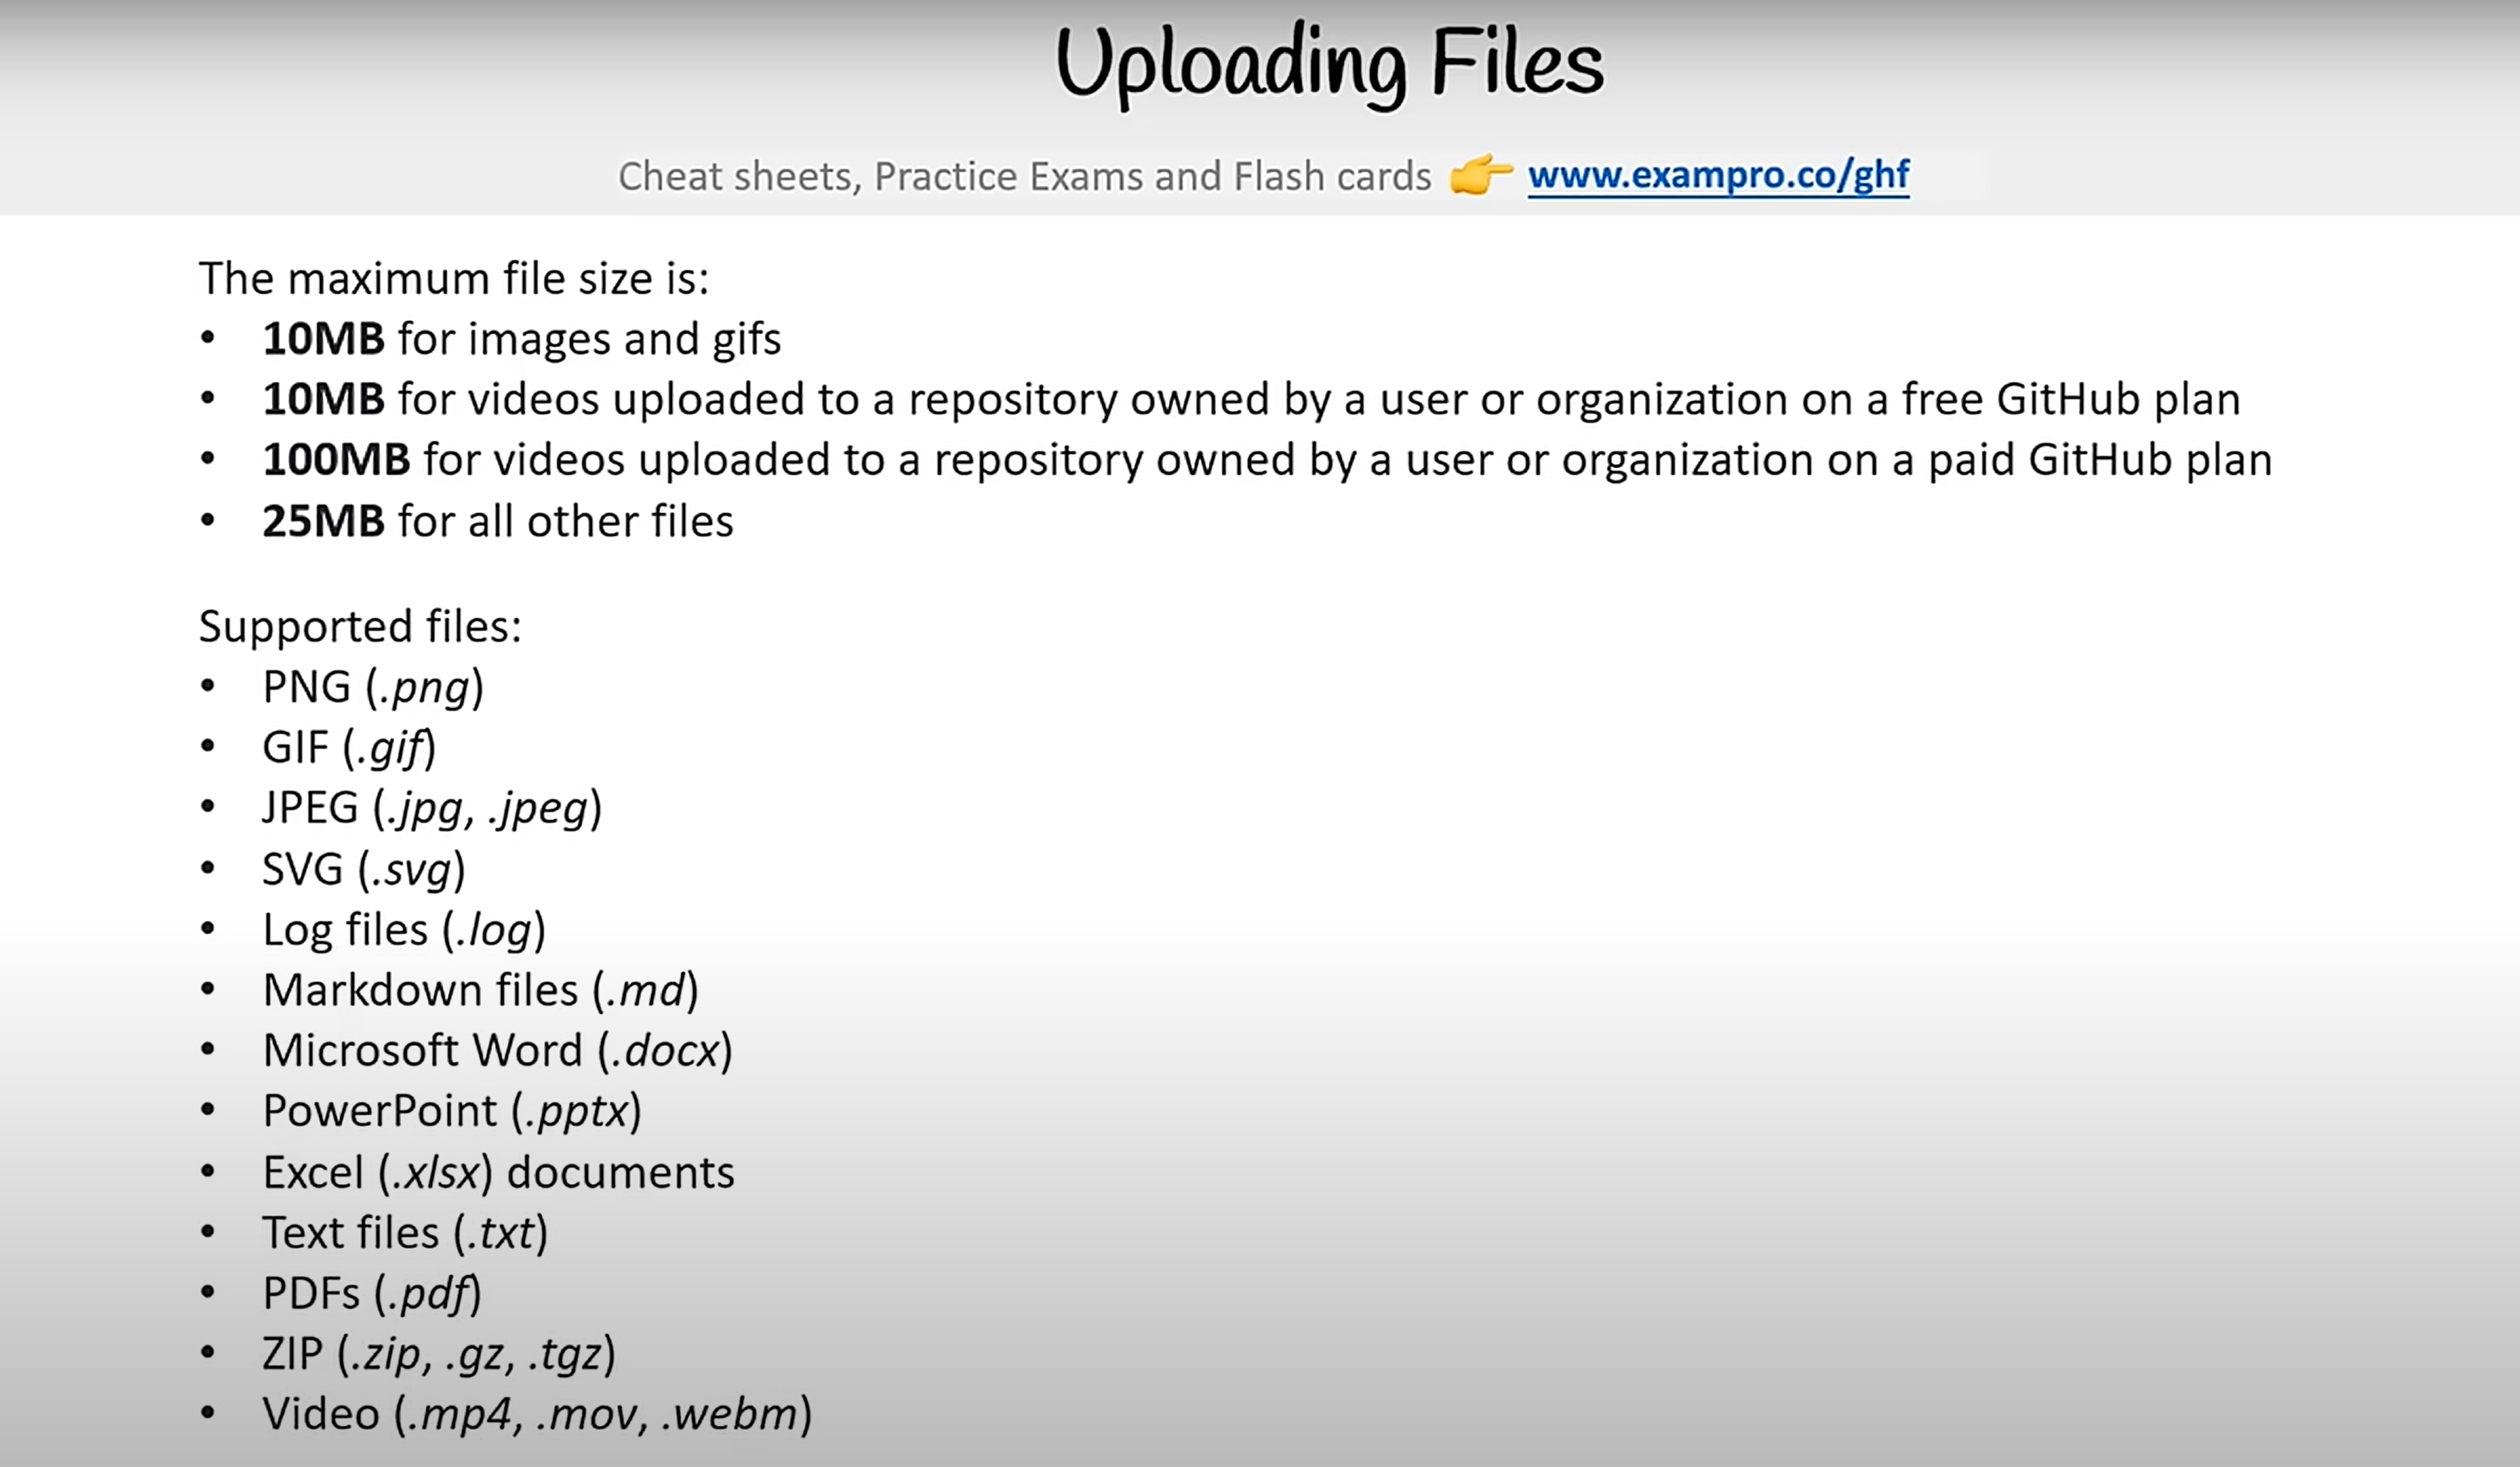 Uploading Files
Cheat sheets, Practice Exams and Flash cards 👉 www.exampro.co/ghf
The maximum file size is:
• 10MB for images and gifs
• 10MB for videos uploaded to a repository owned by a user or organization on a free GitHub plan
• 100MB for videos uploaded to a repository owned by a user or organization on a paid GitHub plan
• 25MB for all other files
Supported files:
• PNG (.png)
• GIF (.gif)
• JPEG (.jpg, .jpeg)
• SVG (.svg)
• Log files (.log)
• Markdown files (.md)
• Microsoft Word (.docx)
• PowerPoint (.pptx)
• Excel (.xlsx) documents
• Text files (.txt)
• PDFs (.pdf)
• ZIP (.zip, .gz, .tgz)
• Video (.mp4, .mov, .webm)